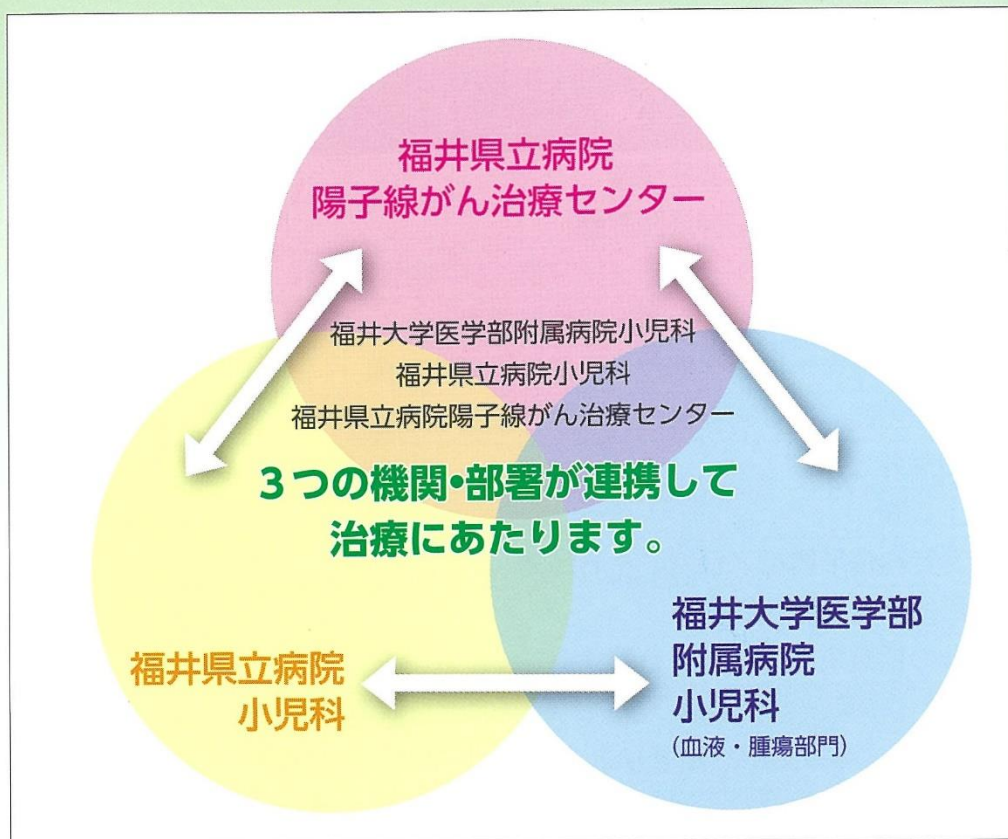 福井県立病院
陽子線がん治療センター
福井大学医学部附属病院小児科
福井県立病院小児科
福井県立病院陽子線がん治療センター
３つの機関・部署が連携して
治療にあたります。
福井県立病院
小児科
福井大学医学部
附属病院
小児科
(血液・腫瘍部門)